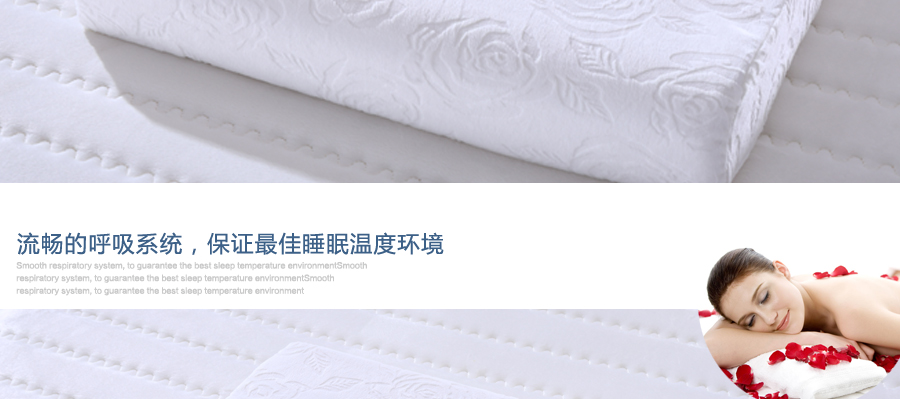 流畅的呼吸系统，保证最佳睡眠温度环境
Smooth respiratory system, to guarantee the best sleep temperature environmentSmooth
respiratory system, to guarantee the best sleep temperature environmentSmooth
respiratory system, to guarantee the best sleep temperature environment